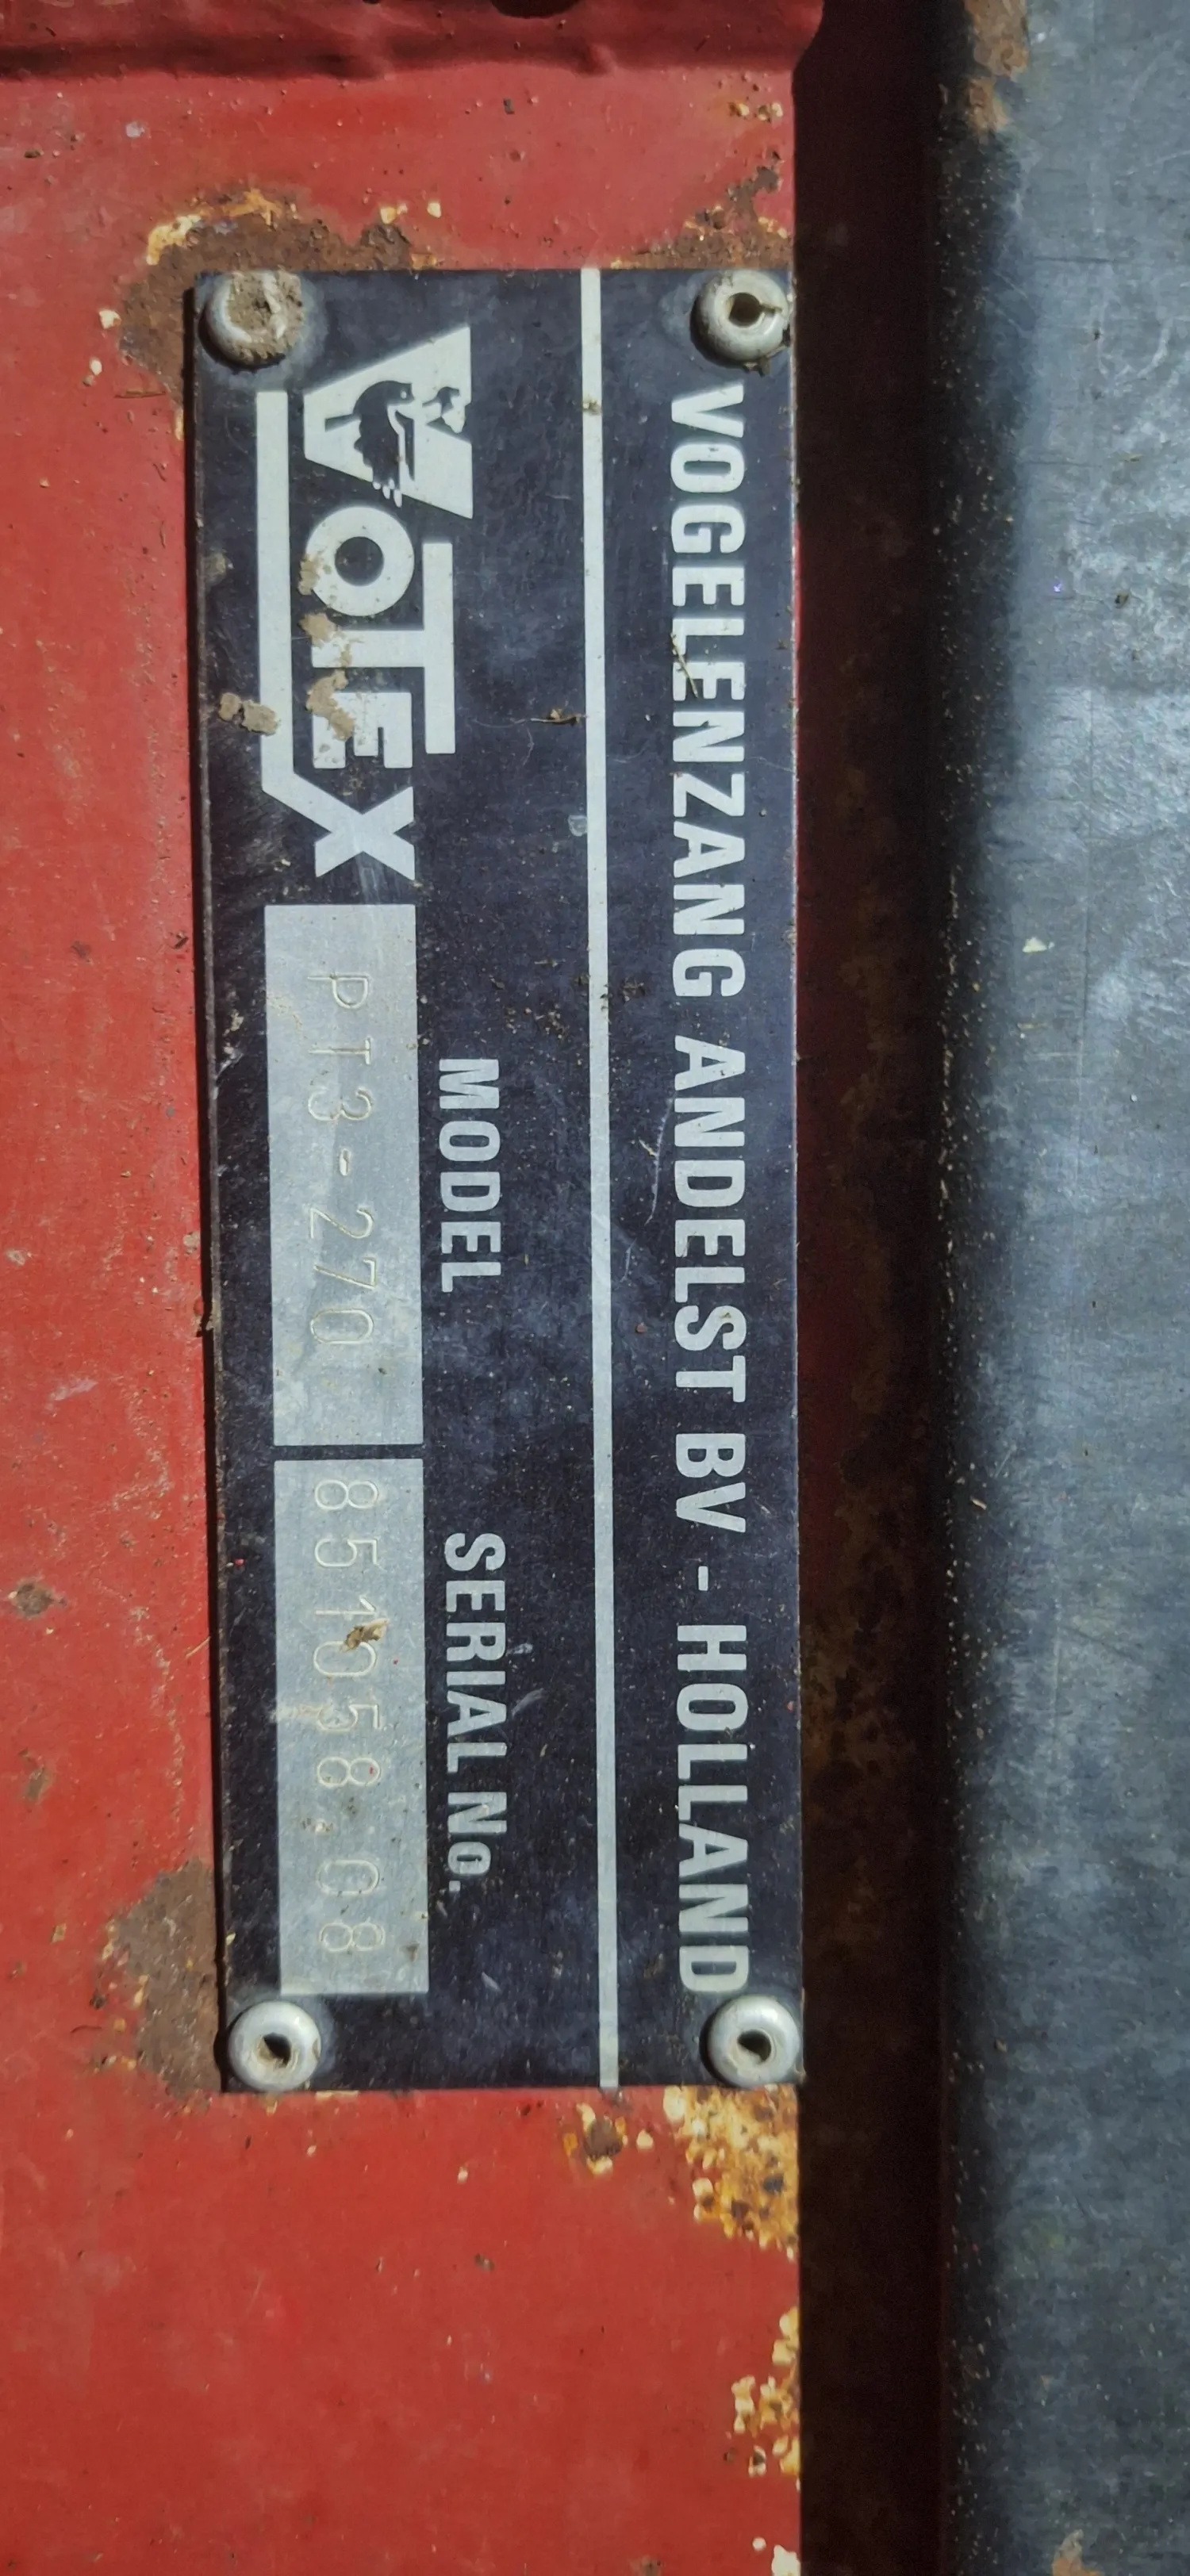 VOGELENZANG ANDELST BV - HOLLAND
MODEL SERIAL No.
VOTEX PT3-270 851058.08